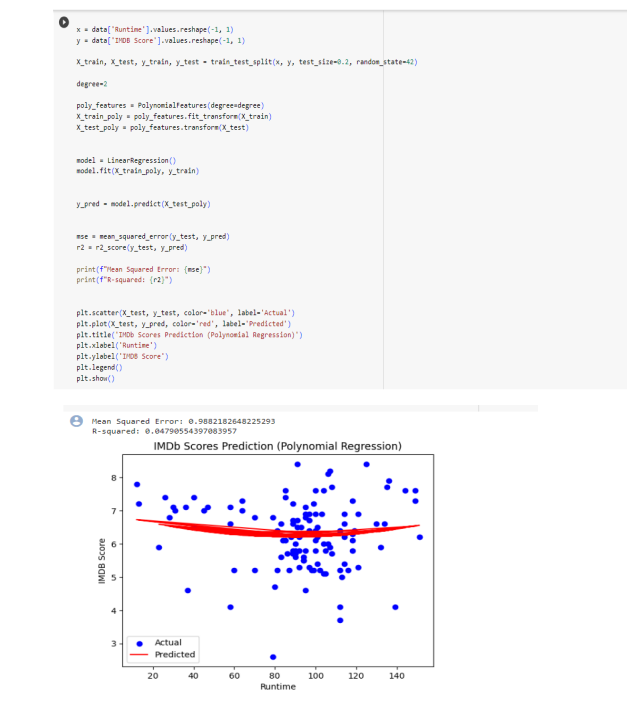 x = data['Runtime'].values.reshape(-1, 1)
y = data['IMDB Score'].values.reshape(-1, 1)
X_train, X_test, y_train, y_test = train_test_split(x, y, test_size=0.2, random_state=42)
degree=2
poly_features = PolynomialFeatures(degree=degree)
X_train_poly = poly_features.fit_transform(X_train)
X_test_poly = poly_features.transform(X_test)
model = LinearRegression()
model.fit(X_train_poly, y_train)
y_pred = model.predict(X_test_poly)
mse = mean_squared_error(y_test, y_pred)
r2 = r2_score(y_test, y_pred)
print(f"Mean Squared Error: {mse}")
print(f"R-squared: {r2}")
plt.scatter(X_test, y_test, color='blue', label='Actual')
plt.plot(X_test, y_pred, color='red', label='Predicted')
plt.title('IMDb Scores Prediction (Polynomial Regression)')
plt.xlabel('Runtime')
plt.ylabel('IMDB Score')
plt.legend()
plt.show()
Mean Squared Error: 0.9882182648225293
R-squared: 0.04790554397083957
IMDb Scores Prediction (Polynomial Regression)
8
7
6
5
4
3
IMDB Score
Actual
Predicted
20 40 60 80 100 120 140
Runtime